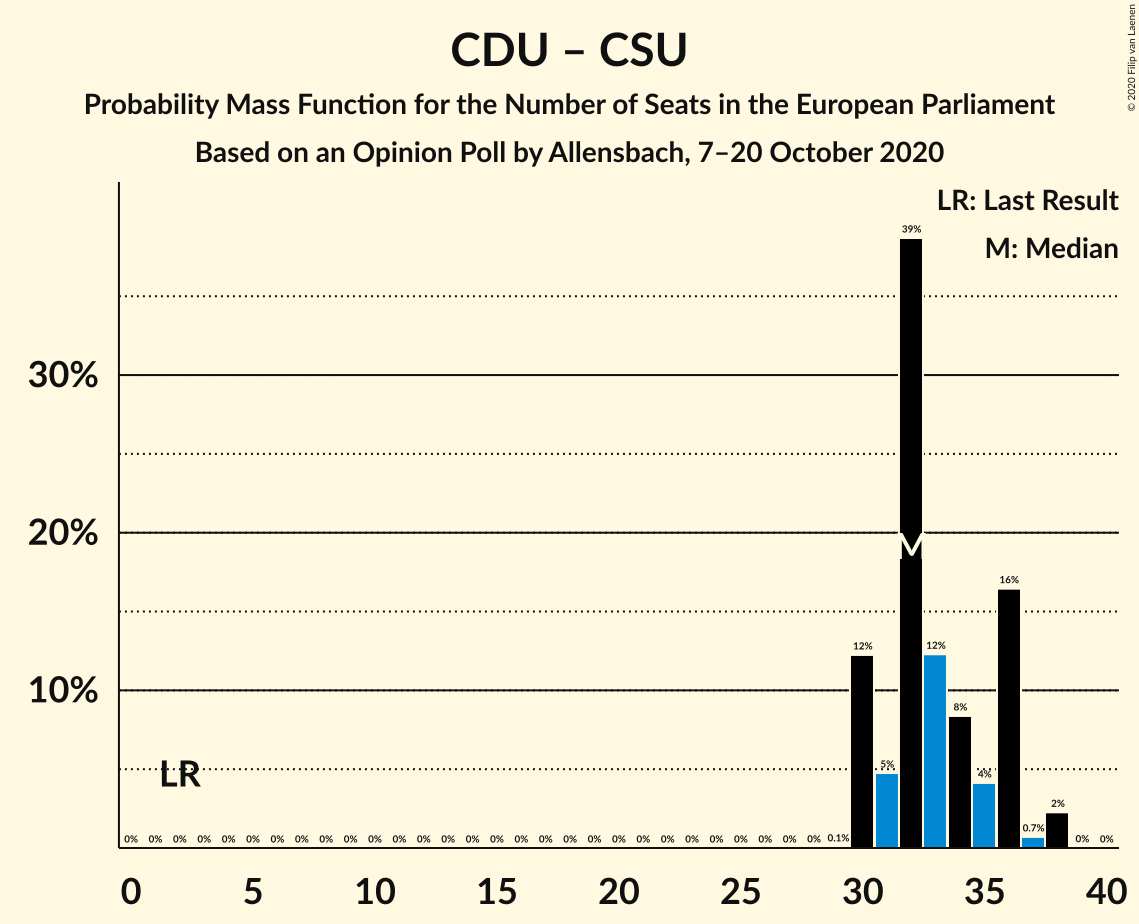 CDU – CSU
Probability Mass Function for the Number of Seats in the European Parliament
Based on an Opinion Poll by Allensbach, 7–20 October 2020
© 2020 Filip van Laenen
LR: Last Result
M: Median
39%
30%
20%
M
16%
12%
12%
10%
8%
LR
5%
4%
2%
0% 0% 0% 0% 0% 0% 0% 0% 0% 0% 0% 0% 0% 0% 0% 0% 0% 0% 0% 0% 0% 0% 0% 0% 0% 0% 0% 0% 0% 0.1% 0.7% 0% 0%
0 5 10 15 20 25 30 35 40